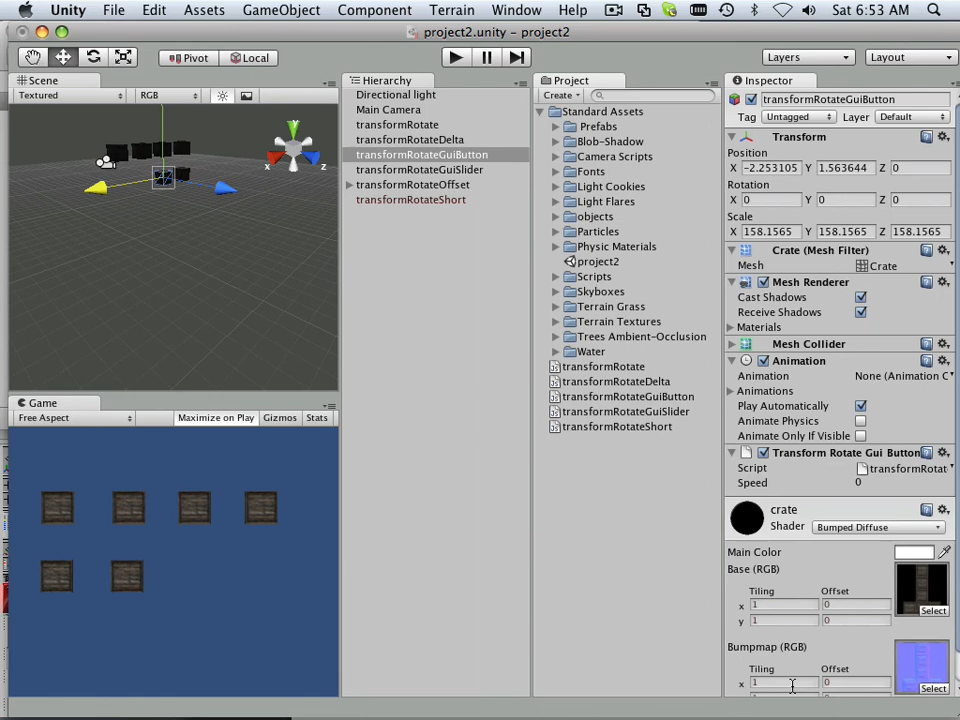 Unity File Edit Assets GameObject Component Terrain Window Help Sat 6:53 AM
project2.unity - project2
Pivot Local Layers Layout
Scene
Textured RGB
x y z
Game
Free Aspect Maximize on Play Gizmos Stats
Hierarchy
Directional light
Main Camera
transformRotate
transformRotateDelta
transformRotateGuiButton
transformRotateGuiSlider
transformRotateOffset
transformRotateShort
Project
Create
Standard Assets
Prefabs
Blob-Shadow
Camera Scripts
Fonts
Light Cookies
Light Flares
objects
Particles
Physic Materials
project2
Scripts
Skyboxes
Terrain Grass
Terrain Textures
Trees Ambient-Occlusion
Water
transformRotate
transformRotateDelta
transformRotateGuiButton
transformRotateGuiSlider
transformRotateShort
Inspector
transformRotateGuiButton
Tag Untagged Layer Default
Transform
Position
X -2.253105 Y 1.563644 Z 0
Rotation
X 0 Y 0 Z 0
Scale
X 158.1565 Y 158.1565 Z 158.1565
Crate (Mesh Filter)
Mesh Crate
Mesh Renderer
Cast Shadows
Receive Shadows
Materials
Mesh Collider
Animation
Animation None (Animation C
Animations
Play Automatically
Animate Physics
Animate Only If Visible
Transform Rotate Gui Button
Script transformRotat
Speed 0
crate
Shader Bumped Diffuse
Main Color
Base (RGB)
Tiling Offset
x 1 0
y 1 0
Select
Bumpmap (RGB)
Tiling Offset
x 1 0
Select